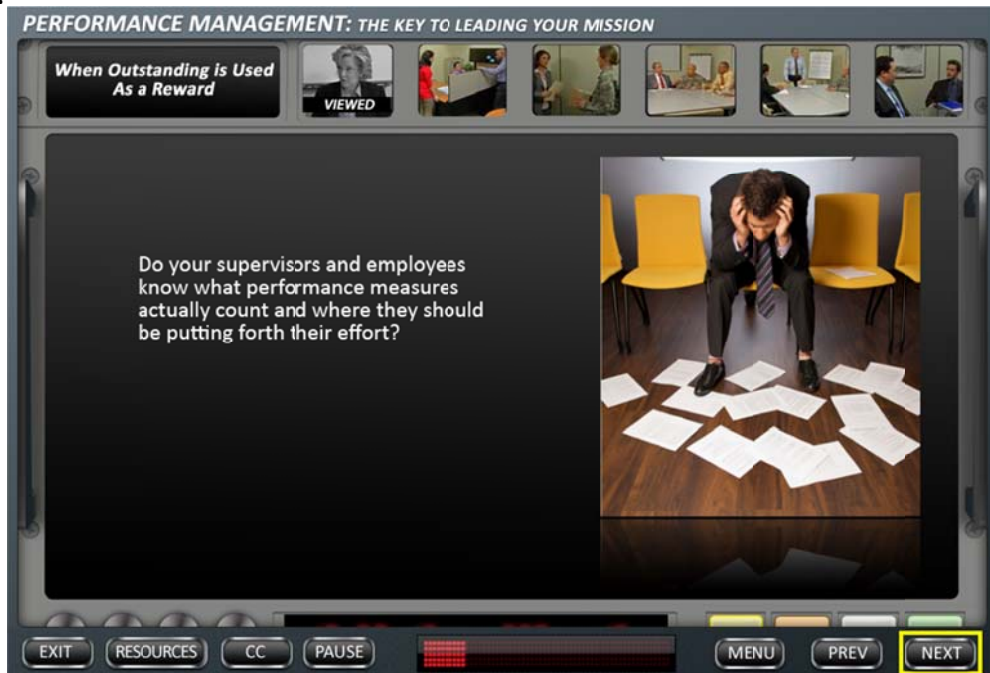 PERFORMANCE MANAGEMENT: THE KEY TO LEADING YOUR MISSION
When Outstanding is Used
As a Reward
VIEWED
Do your supervisors and employees
know what performance measures
actually count and where they should
be putting forth their effort?
EXIT
RESOURCES
CC
PAUSE
MENU
PREV
NEXT